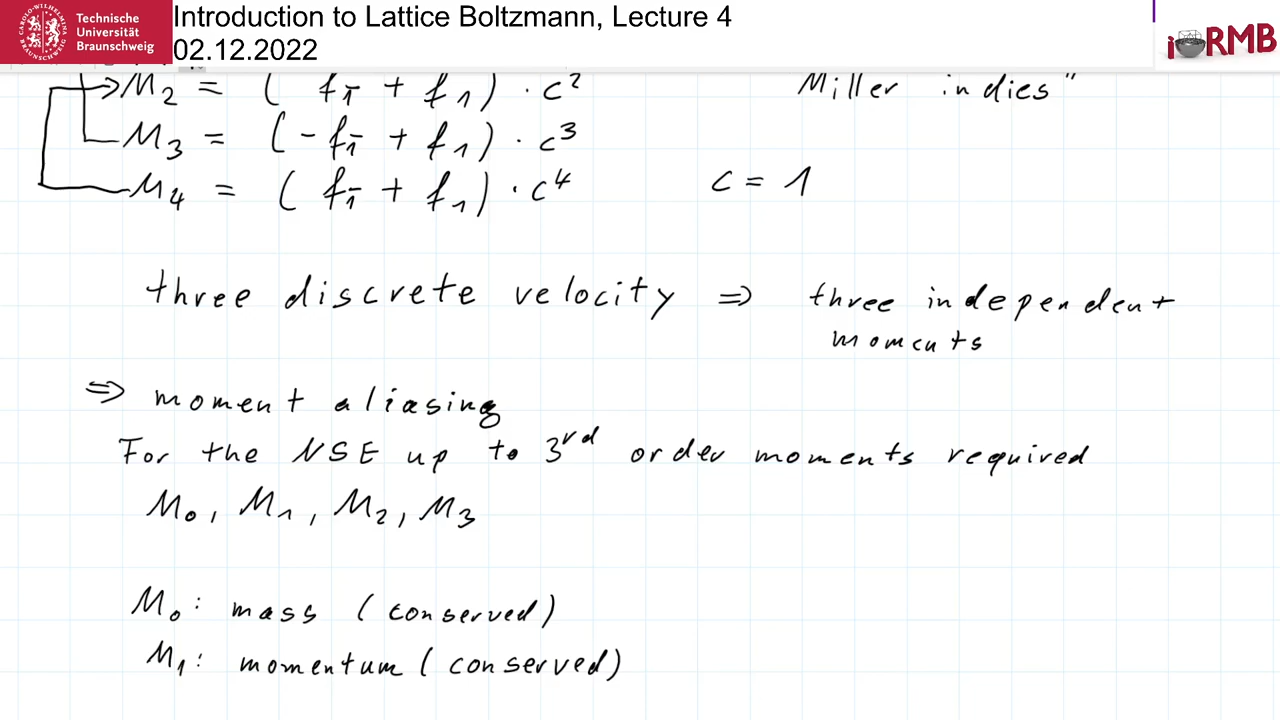 Technische
Universität
Braunschweig
Introduction to Lattice Boltzmann, Lecture 4
02.12.2022
iRMB
M₂ = ( f₁̄ + f₁ ) · c²
Miller indies"
M₃ = ( - f₁̄ + f₁ ) · c³
M₄ = ( f₁̄ + f₁ ) · c⁴
c = 1
three discrete velocity ⇒ three independent
moments
⇒ moment aliasing
For the NSE up to 3rd order moments required
M₀, M₁, M₂, M₃
M₀: mass (conserved)
M₁: momentum (conserved)